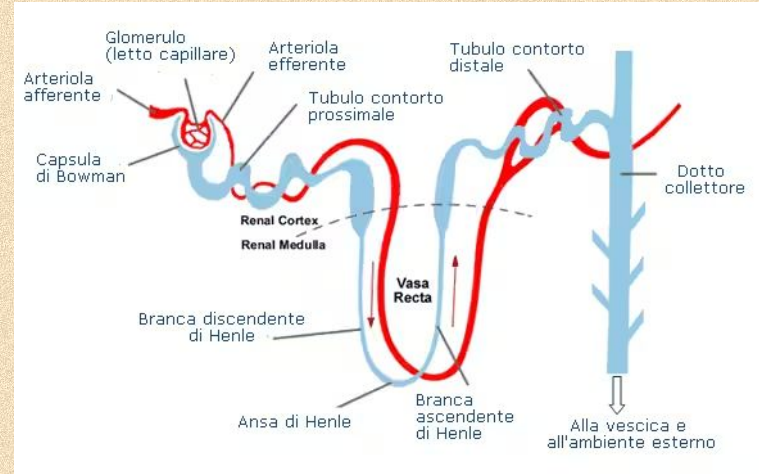 Glomerulo
(letto capillare)
Arteriola
efferente
Tubulo contorto
distale
Arteriola
afferente
Tubulo contorto
prossimale
Capsula
di Bowman
Dotto
collettore
Renal Cortex
Renal Medulla
Vasa
Recta
Branca discendente
di Henle
Ansa di Henle
Branca
ascendente
di Henle
Alla vescica e
all'ambiente esterno